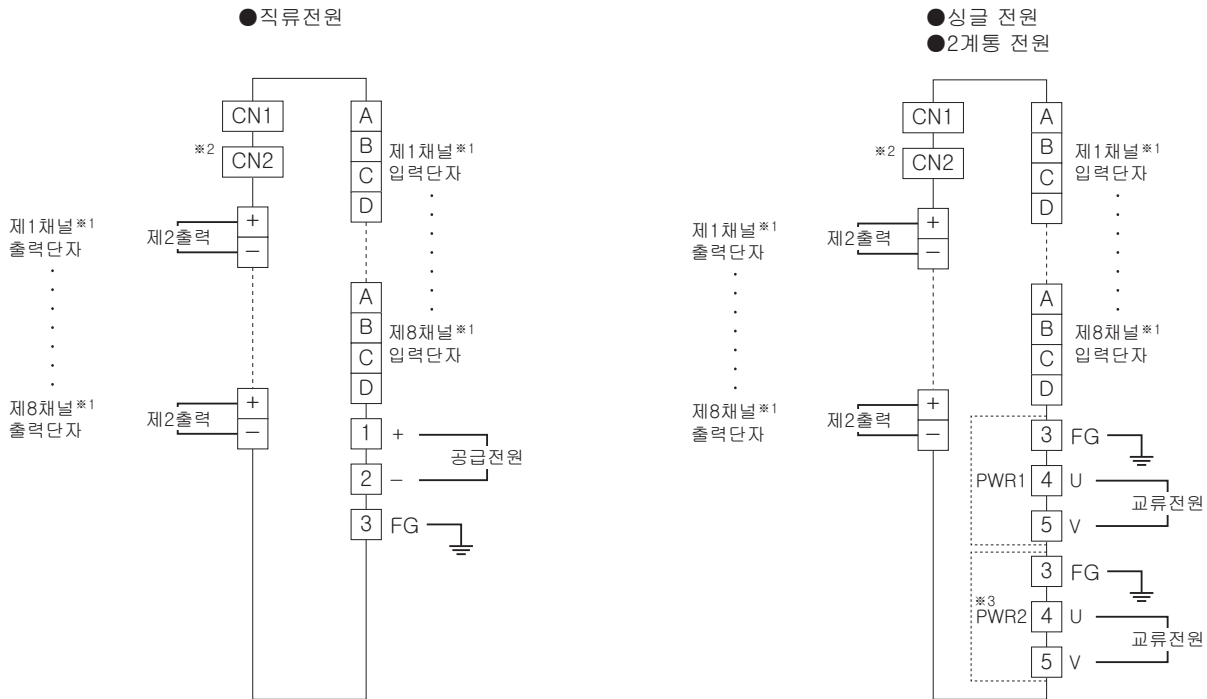 ●직류전원
CN1
※2
CN2
A
B
C
D
제1채널※1
입력단자
제1채널※1
출력단자
제2출력
+
−
A
B
C
D
제8채널※1
입력단자
제8채널※1
출력단자
제2출력
+
−
1 +
2 −
공급전원
3 FG
●싱글 전원
●2계통 전원
CN1
※2
CN2
A
B
C
D
제1채널※1
입력단자
제1채널※1
출력단자
제2출력
+
−
A
B
C
D
제8채널※1
입력단자
제8채널※1
출력단자
제2출력
+
−
PWR1
3 FG
4 U
5 V
교류전원
※3
PWR2
3 FG
4 U
5 V
교류전원